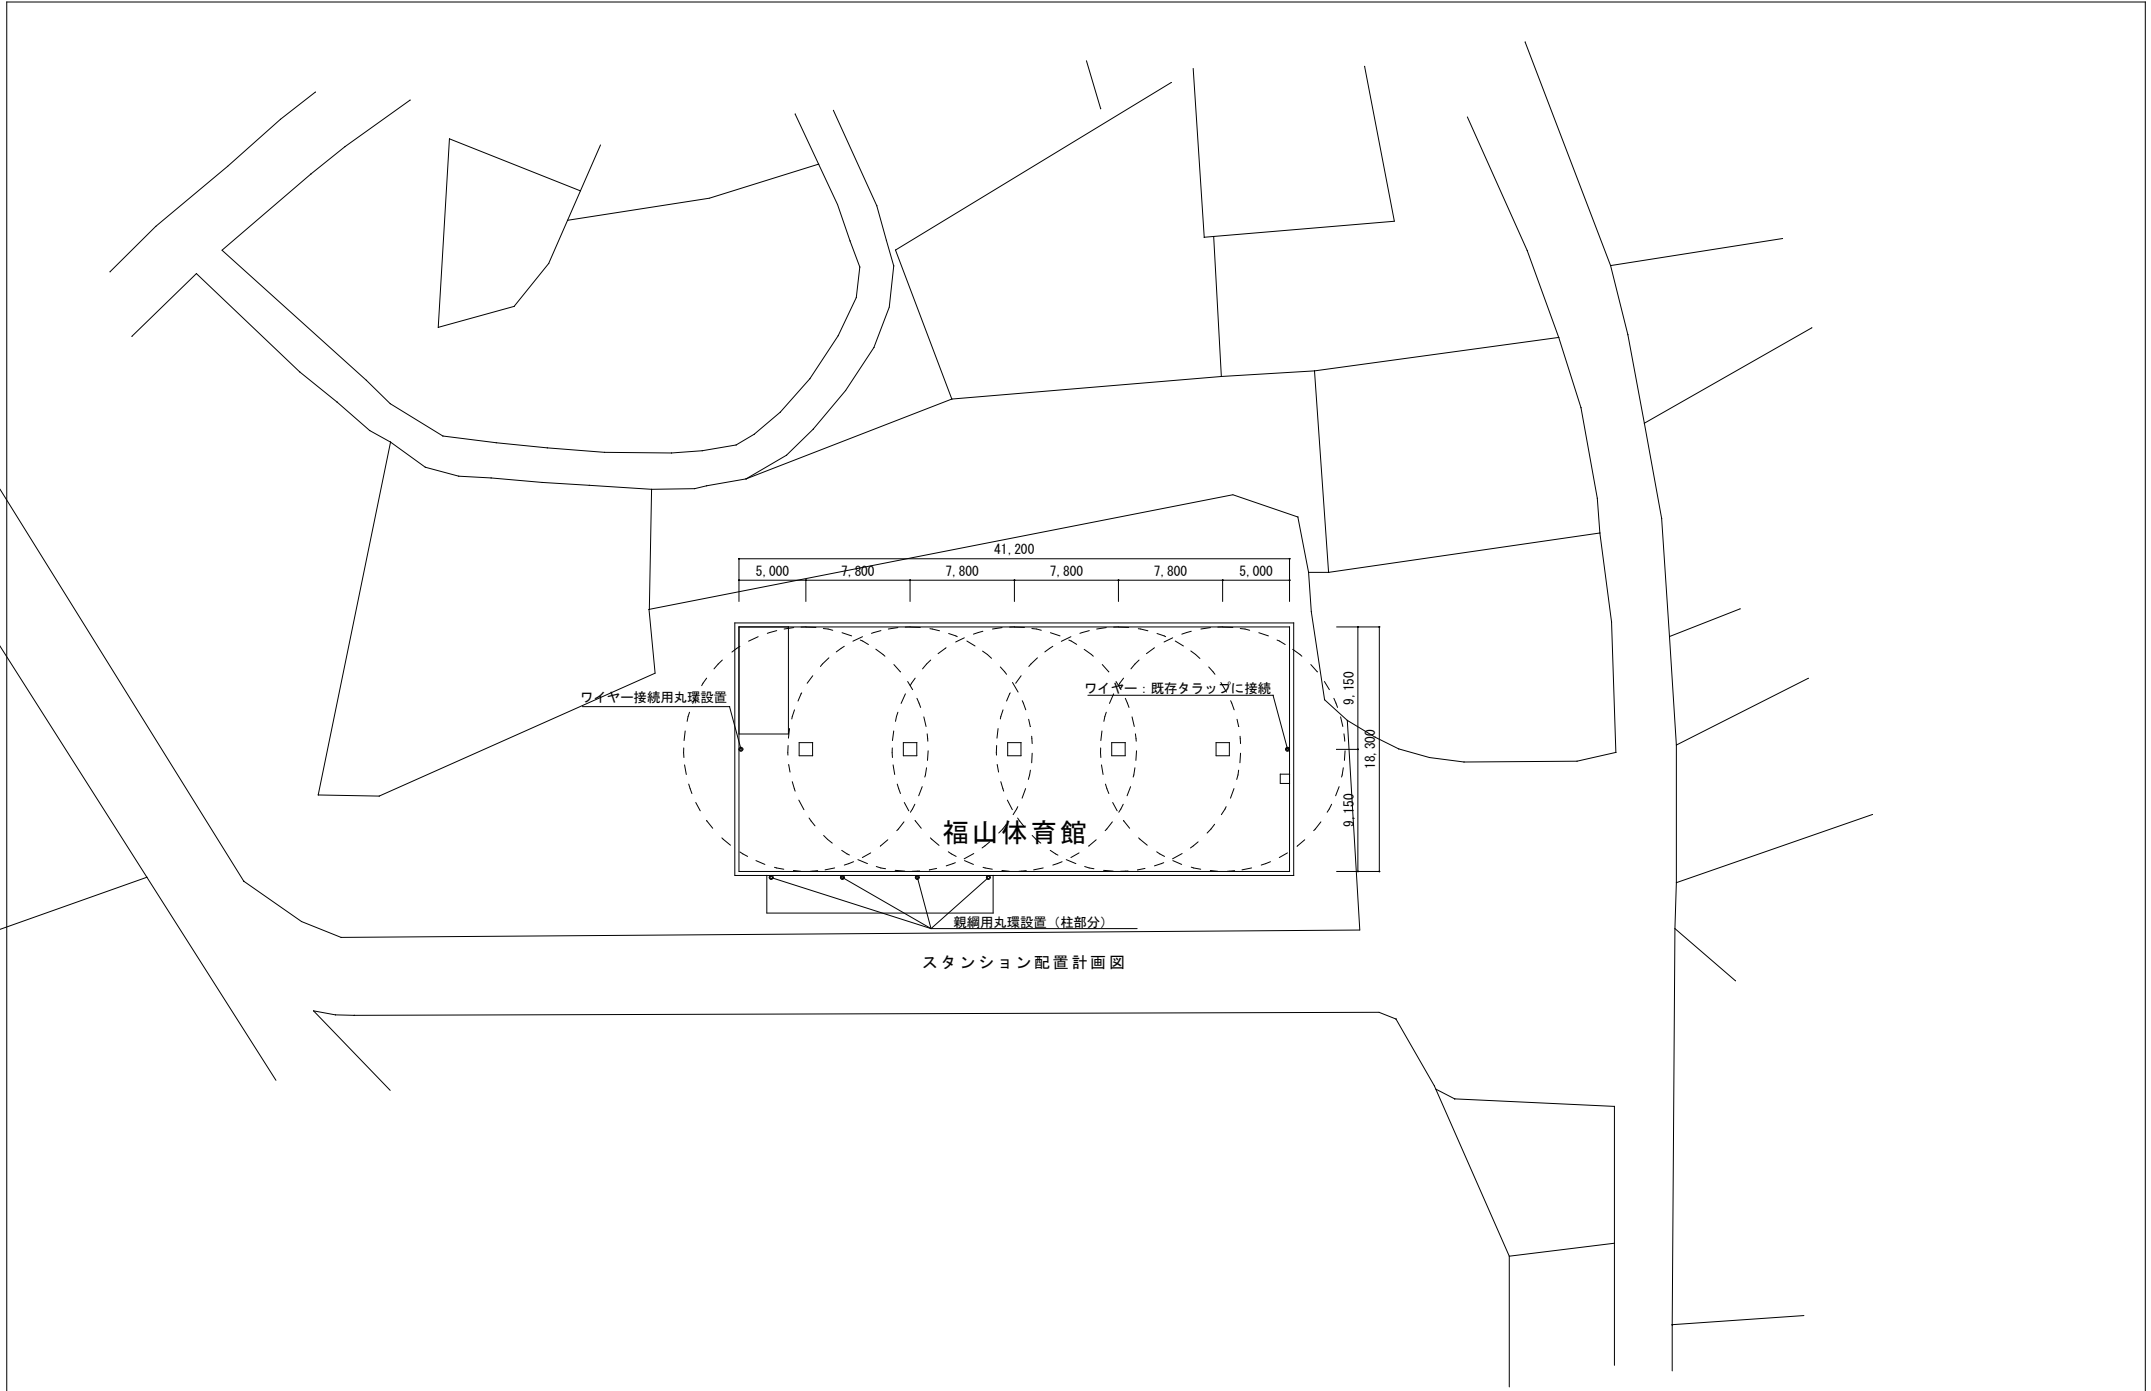 41,200
5,000 7,800 7,800 7,800 7,800 5,000
ワイヤー接続用丸環設置
ワイヤー：既存タラップに接続
9,150
18,300
9,150
福山体育館
親綱用丸環設置（柱部分）
スタンション配置計画図